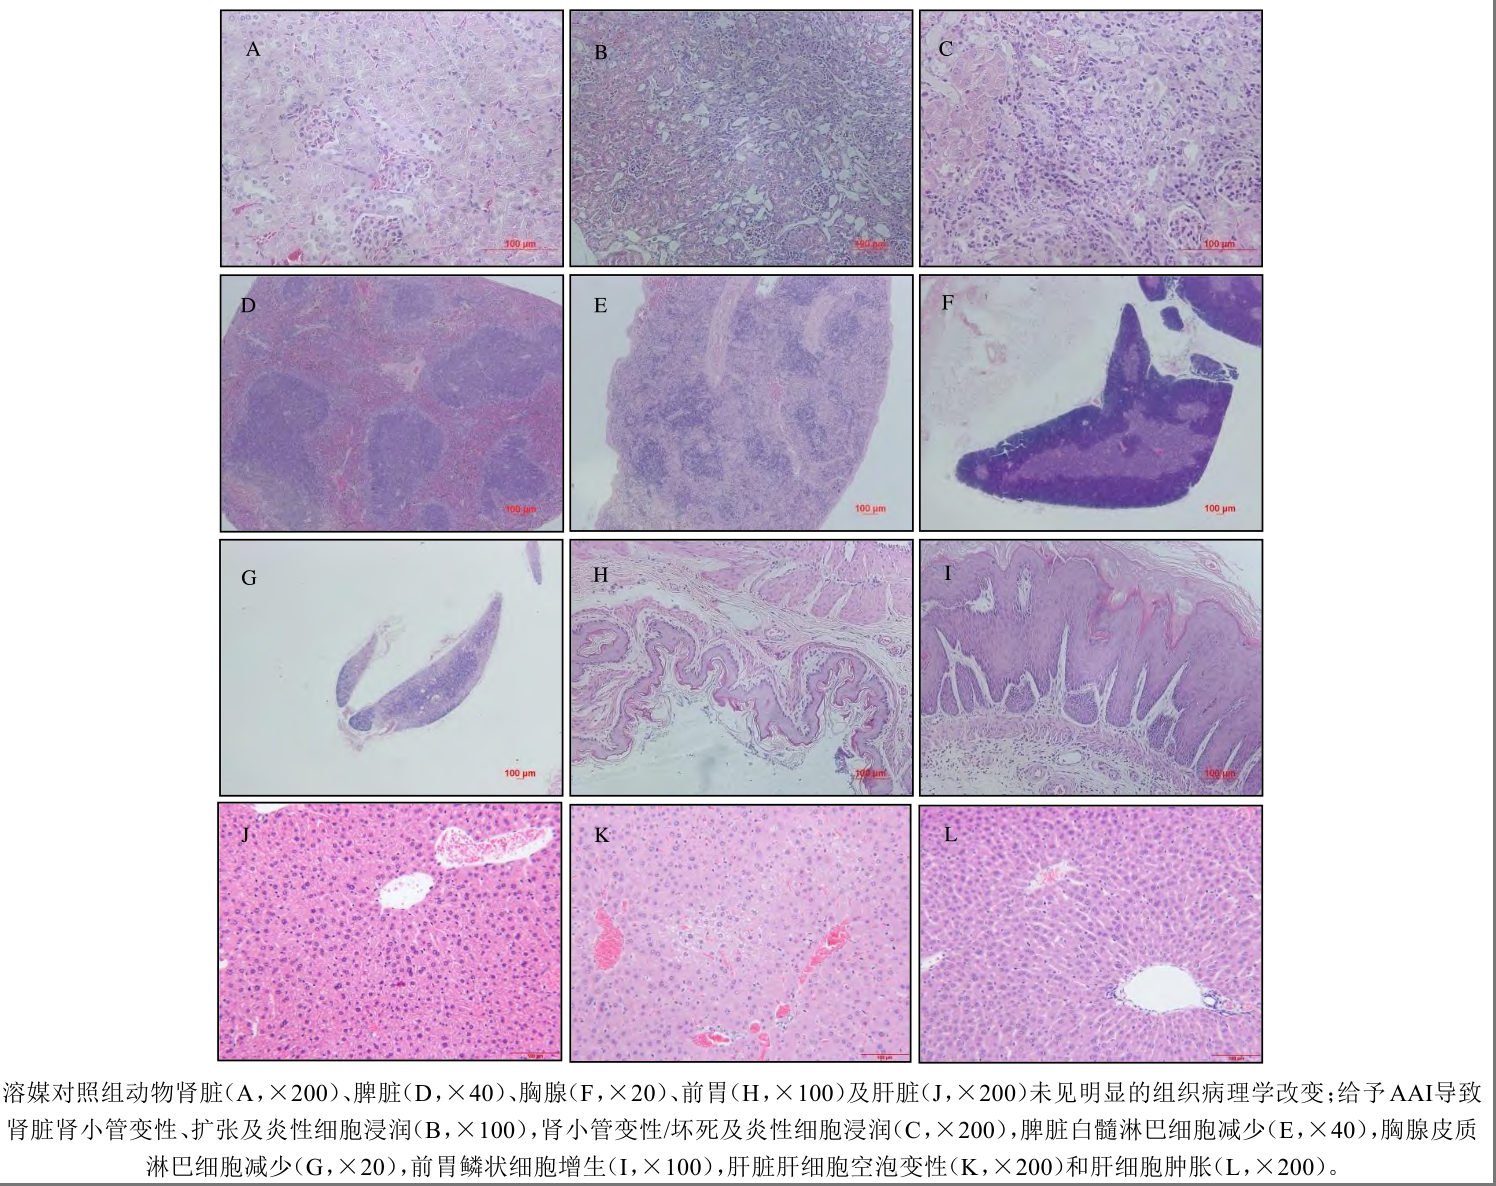 A
B
C
100 μm
100 μm
100 μm
D
E
F
100 μm
100 μm
100 μm
G
H
I
100 μm
100 μm
100 μm
J
K
L
100 μm
100 μm
100 μm
溶媒对照组动物肾脏(A,×200)、脾脏(D,×40)、胸腺(F,×20)、前胃(H,×100)及肝脏(J,×200)未见明显的组织病理学改变;给予AAI导致
肾脏肾小管变性、扩张及炎性细胞浸润(B,×100),肾小管变性/坏死及炎性细胞浸润(C,×200),脾脏白髓淋巴细胞减少(E,×40),胸腺皮质
淋巴细胞减少(G,×20),前胃鳞状细胞增生(I,×100),肝脏肝细胞空泡变性(K,×200)和肝细胞肿胀(L,×200)。